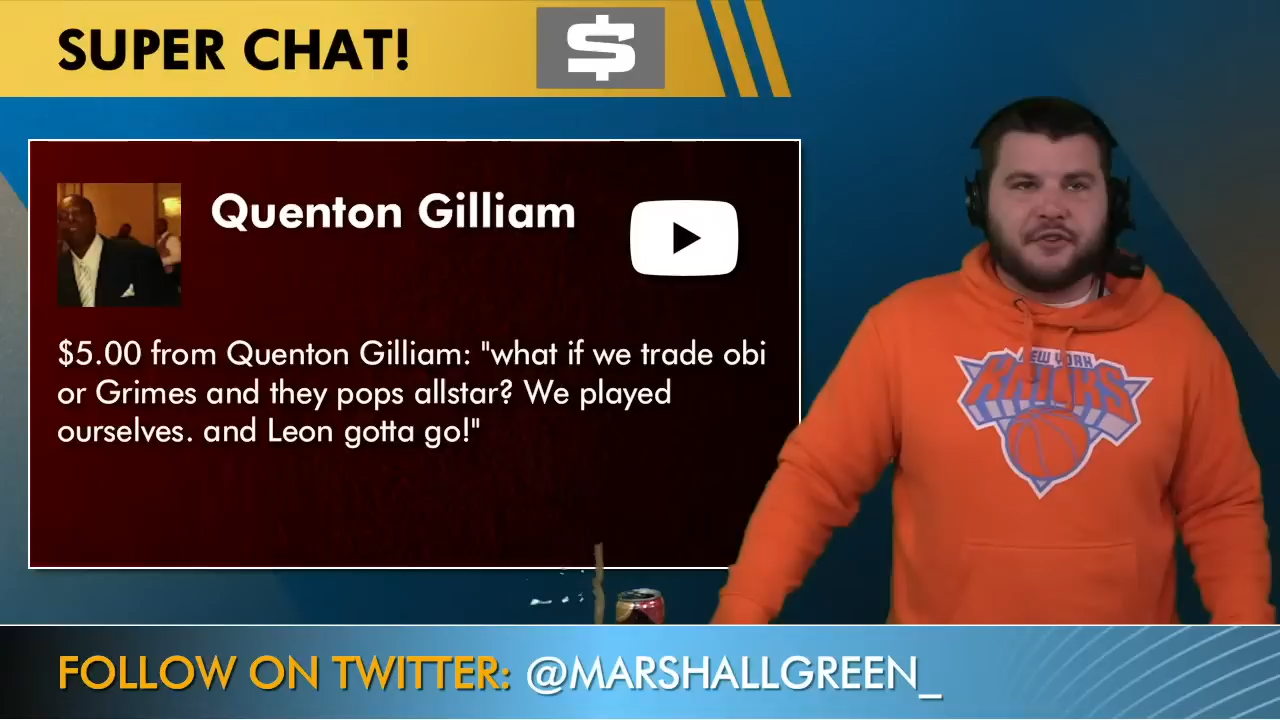 SUPER CHAT!
$
Quenton Gilliam
$5.00 from Quenton Gilliam: "what if we trade obi
or Grimes and they pops allstar? We played
ourselves. and Leon gotta go!"
NEW YORK
KNICKS
FOLLOW ON TWITTER: @MARSHALLGREEN_